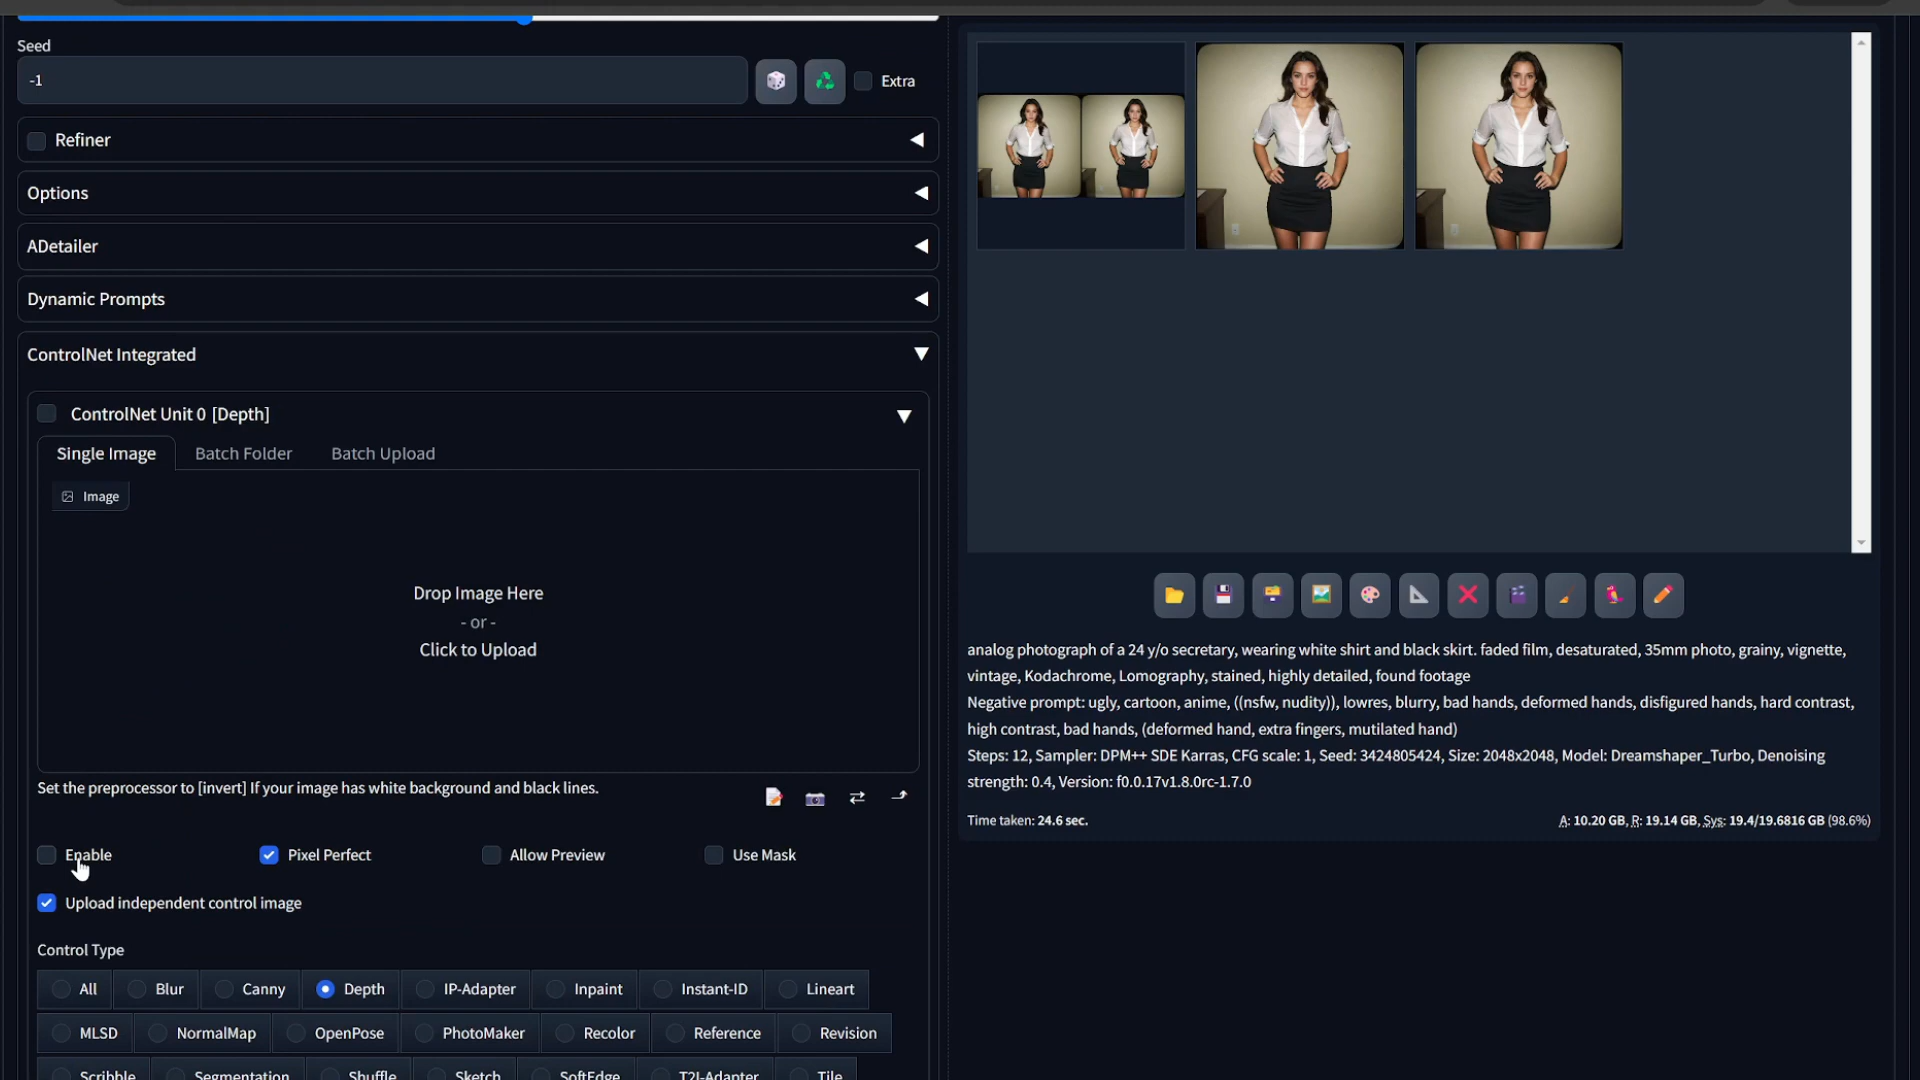 Seed
-1
Extra
Refiner
Options
ADetailer
Dynamic Prompts
ControlNet Integrated
ControlNet Unit 0 [Depth]
Single Image
Batch Folder
Batch Upload
Image
Drop Image Here
- or -
Click to Upload
Set the preprocessor to [invert] If your image has white background and black lines.
Enable
Pixel Perfect
Allow Preview
Use Mask
Upload independent control image
Control Type
All
Blur
Canny
Depth
IP-Adapter
Inpaint
Instant-ID
Lineart
MLSD
NormalMap
OpenPose
PhotoMaker
Recolor
Reference
Revision
Scribble
Segmentation
Shuffle
Sketch
SoftEdge
T2I-Adapter
Tile
analog photograph of a 24 y/o secretary, wearing white shirt and black skirt. faded film, desaturated, 35mm photo, grainy, vignette,
vintage, Kodachrome, Lomography, stained, highly detailed, found footage
Negative prompt: ugly, cartoon, anime, ((nsfw, nudity)), lowres, blurry, bad hands, deformed hands, disfigured hands, hard contrast,
high contrast, bad hands, (deformed hand, extra fingers, mutilated hand)
Steps: 12, Sampler: DPM++ SDE Karras, CFG scale: 1, Seed: 3424805424, Size: 2048x2048, Model: Dreamshaper_Turbo, Denoising
strength: 0.4, Version: f0.0.17v1.8.0rc-1.7.0
Time taken: 24.6 sec.
A: 10.20 GB, R: 19.14 GB, Sys: 19.4/19.6816 GB (98.6%)